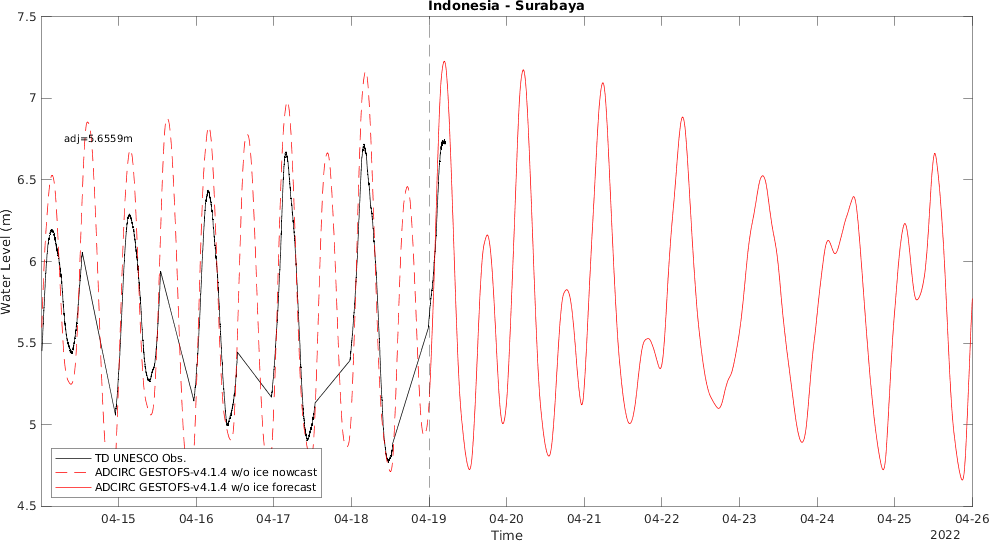 Indonesia - Surabaya
7.5
7
6.5
6
5.5
5
4.5
Water Level (m)
adj=5.6559m
TD UNESCO Obs.
ADCIRC GESTOFS-v4.1.4 w/o ice nowcast
ADCIRC GESTOFS-v4.1.4 w/o ice forecast
04-15 04-16 04-17 04-18 04-19 04-20 04-21 04-22 04-23 04-24 04-25 04-26
Time
2022